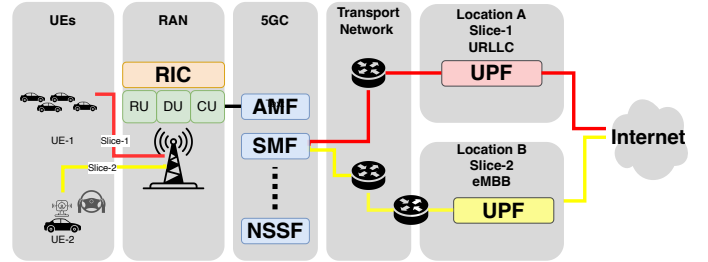 UEs
RAN
5GC
Transport
Network
Location A
Slice-1
URLLC
UPF
RIC
RU
DU
CU
AMF
SMF
NSSF
UE-1
Slice-1
Slice-2
UE-2
Location B
Slice-2
eMBB
UPF
Internet